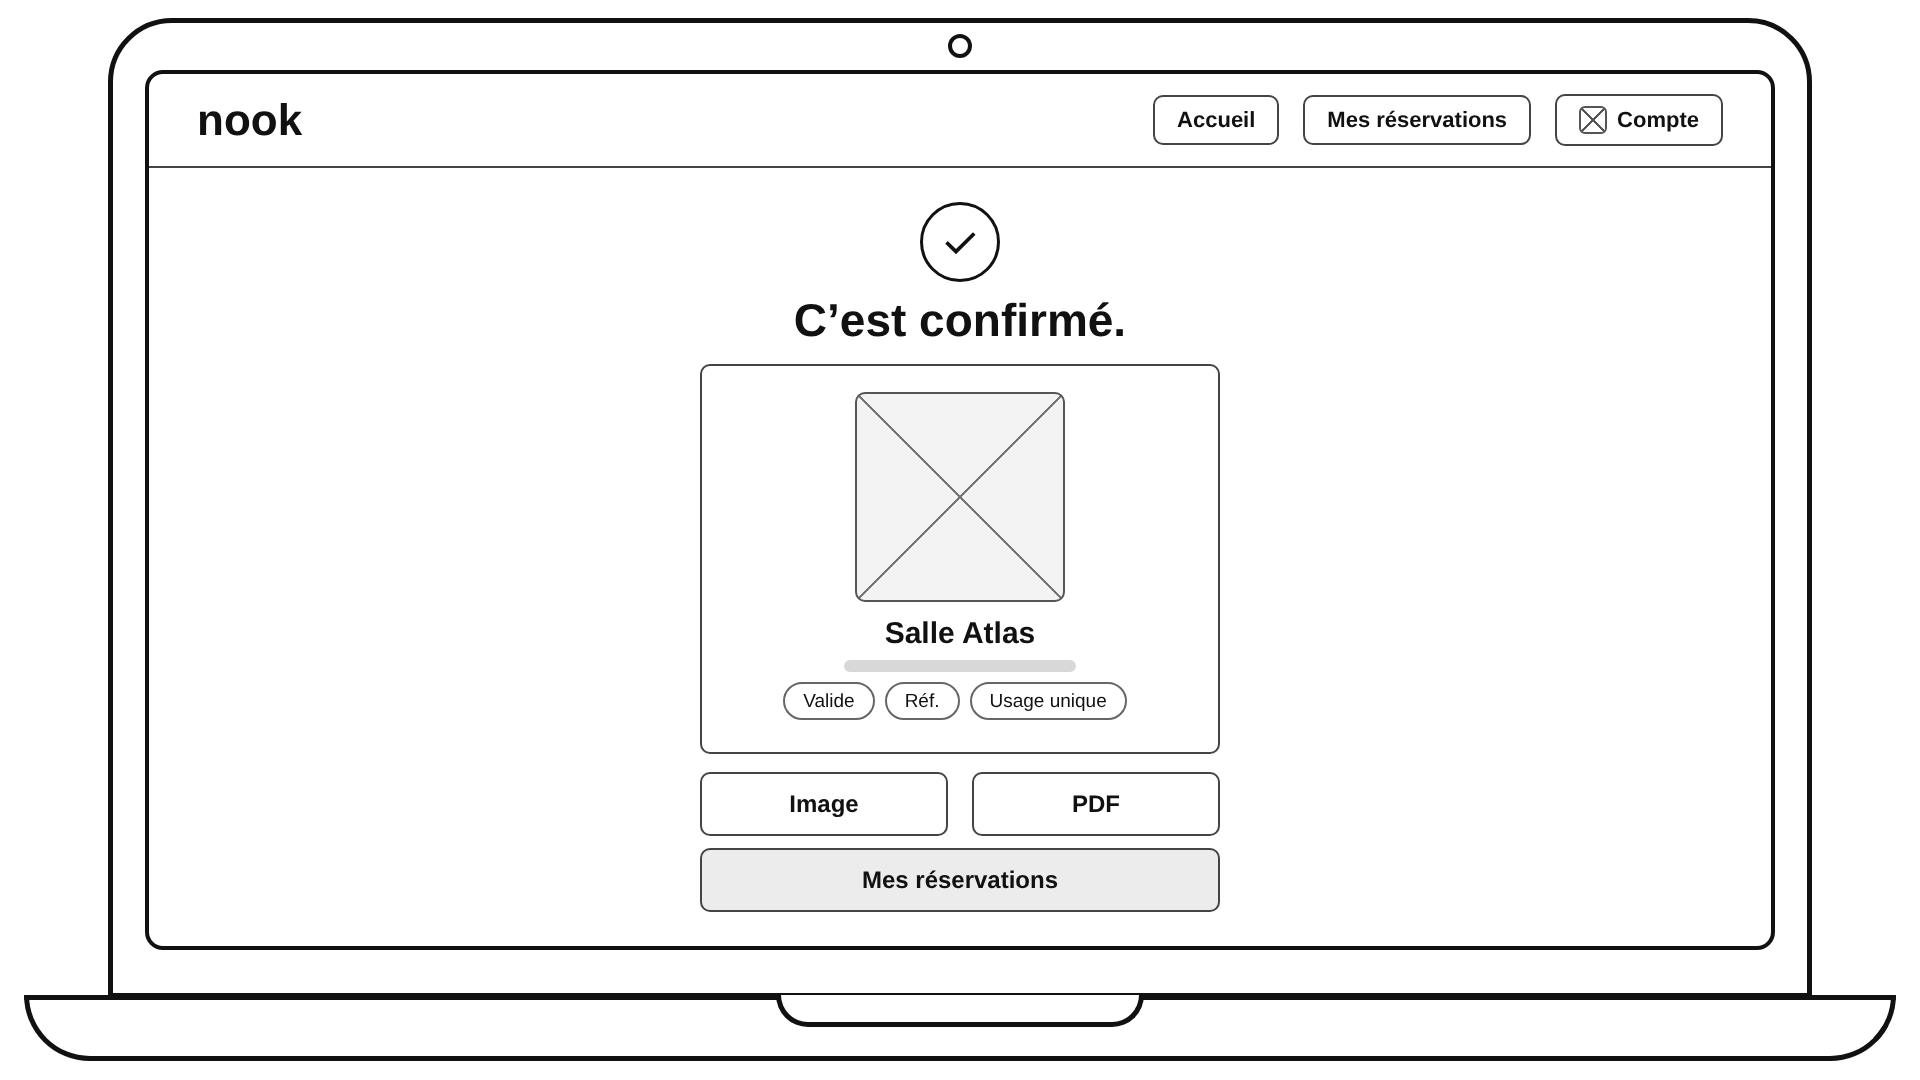 nook
Accueil
Mes réservations
Compte
C’est confirmé.
Salle Atlas
Valide
Réf.
Usage unique
Image
PDF
Mes réservations